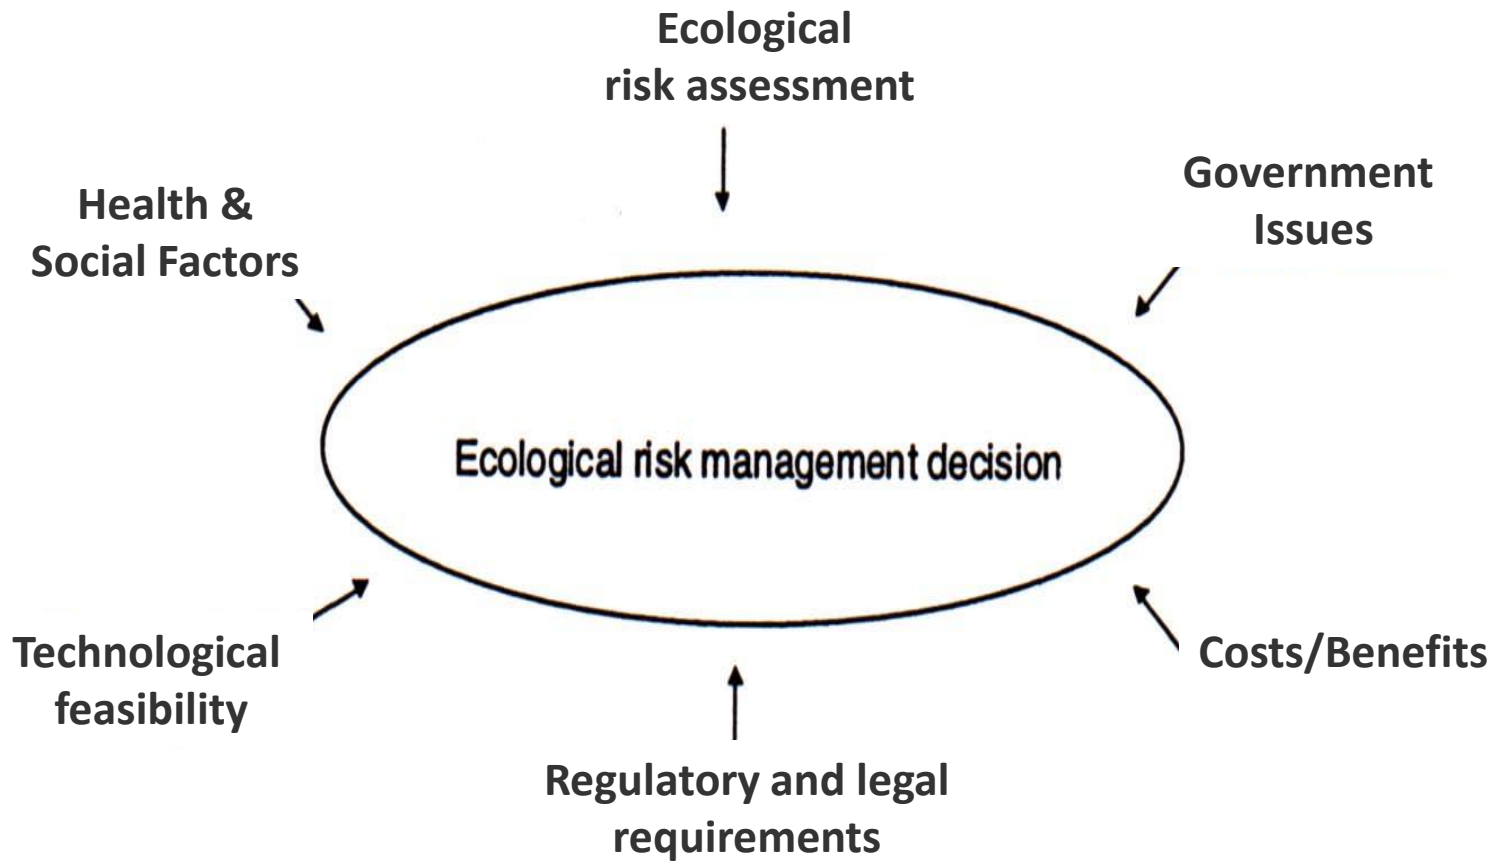 Ecological
risk assessment
Government
Issues
Health &
Social Factors
Ecological risk management decision
Technological
feasibility
Costs/Benefits
Regulatory and legal
requirements